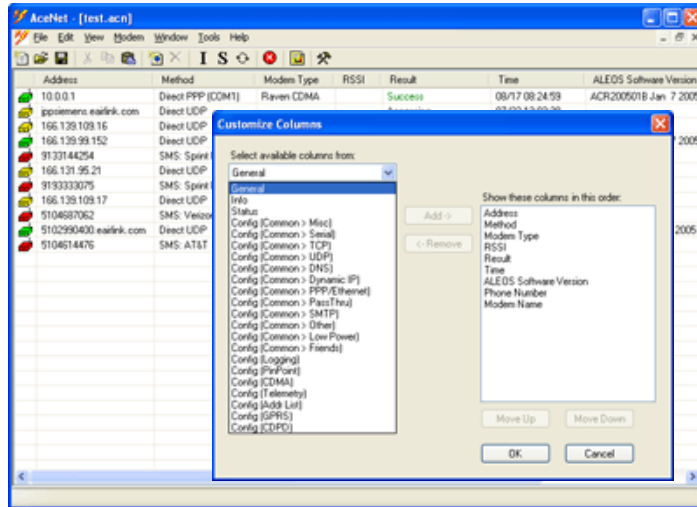 AceNet - [test.acn]
File Edit View Modem Window Tools Help
Address Method Modem Type RSSI Result Time ALEOS Software Version
10.0.0.1 Direct PPP (COM1) Raven CDMA Success 08/17 08:24:59 ACR200501B Jan 7 2005
jppsiemens.eairlink.com Direct UDP
166.139.109.16 Direct UDP
166.139.99.152 Direct UDP 2005
9133144254 SMS: Sprint
166.131.95.21 Direct UDP
9193333075 SMS: Sprint
166.139.109.17 Direct UDP
5104687062 SMS: Verizo
5102990400.eairlink.com Direct UDP 2005
5104614476 SMS: AT&T
Customize Columns
Select available columns from:
General
General
Info
Status
Config (Common > Misc)
Config (Common > Serial)
Config (Common > TCP)
Config (Common > UDP)
Config (Common > DNS)
Config (Common > Dynamic IP)
Config (Common > PPP/Ethernet)
Config (Common > PassThru)
Config (Common > SMTP)
Config (Common > Other)
Config (Common > Low Power)
Config (Common > Friends)
Config (Logging)
Config (PinPoint)
Config (CDMA)
Config (Telemetry)
Config (Addr List)
Config (GPRS)
Config (CDPD)
Add ->
<- Remove
Show these columns in this order:
Address
Method
Modem Type
RSSI
Result
Time
ALEOS Software Version
Phone Number
Modem Name
Move Up Move Down
OK Cancel